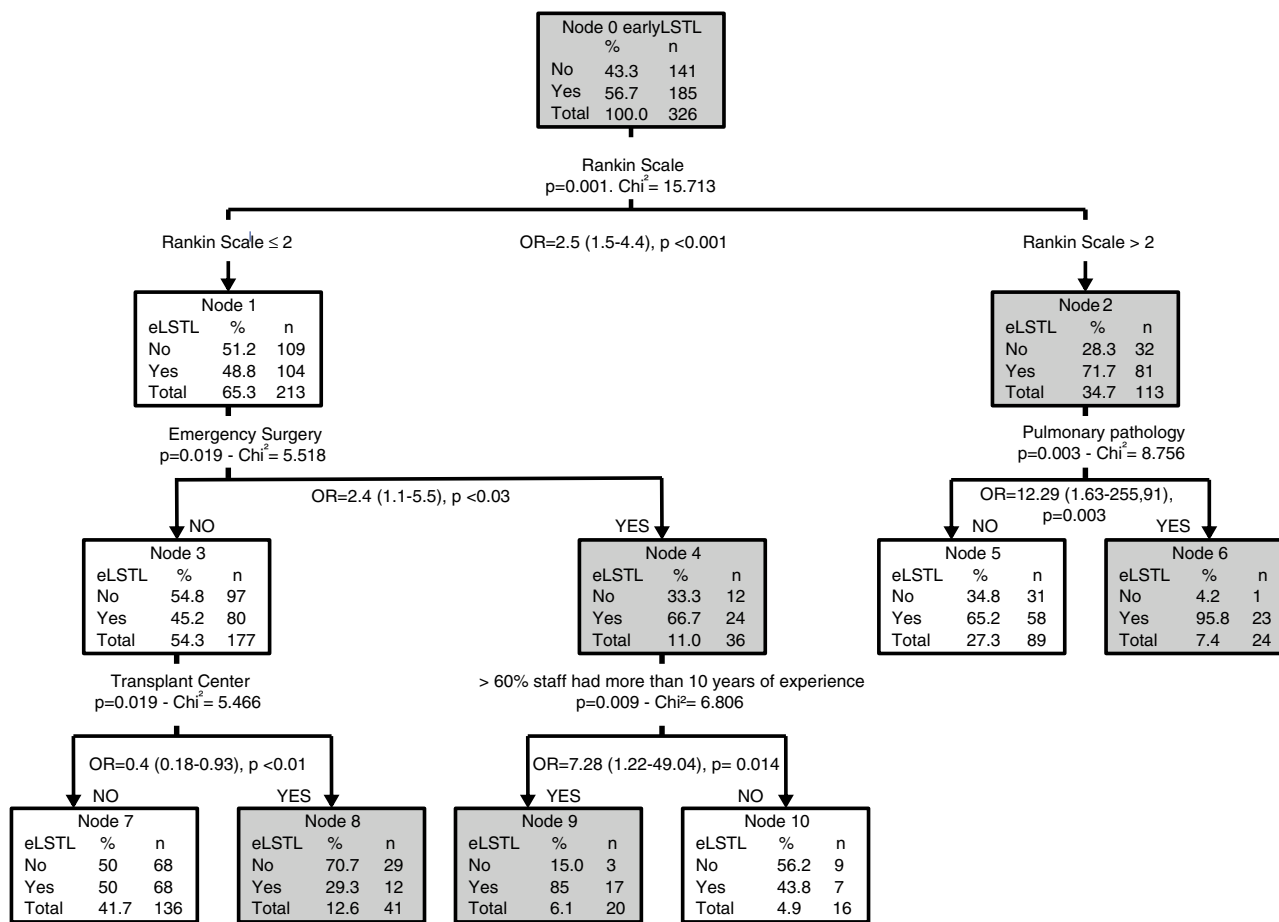 Node 0 earlyLSTL
% n
No 43.3 141
Yes 56.7 185
Total 100.0 326
Rankin Scale
p=0.001. Chi²= 15.713
Rankin Scale ≤ 2
OR=2.5 (1.5-4.4), p <0.001
Rankin Scale > 2
Node 1
eLSTL % n
No 51.2 109
Yes 48.8 104
Total 65.3 213
Node 2
eLSTL % n
No 28.3 32
Yes 71.7 81
Total 34.7 113
Emergency Surgery
p=0.019 - Chi²= 5.518
Pulmonary pathology
p=0.003 - Chi²= 8.756
OR=2.4 (1.1-5.5), p <0.03
OR=12.29 (1.63-255,91),
p=0.003
NO
YES
NO
YES
Node 3
eLSTL % n
No 54.8 97
Yes 45.2 80
Total 54.3 177
Node 4
eLSTL % n
No 33.3 12
Yes 66.7 24
Total 11.0 36
Node 5
eLSTL % n
No 34.8 31
Yes 65.2 58
Total 27.3 89
Node 6
eLSTL % n
No 4.2 1
Yes 95.8 23
Total 7.4 24
Transplant Center
p=0.019 - Chi²= 5.466
> 60% staff had more than 10 years of experience
p=0.009 - Chi²= 6.806
OR=0.4 (0.18-0.93), p <0.01
OR=7.28 (1.22-49.04), p= 0.014
NO
YES
YES
NO
Node 7
eLSTL % n
No 50 68
Yes 50 68
Total 41.7 136
Node 8
eLSTL % n
No 70.7 29
Yes 29.3 12
Total 12.6 41
Node 9
eLSTL % n
No 15.0 3
Yes 85 17
Total 6.1 20
Node 10
eLSTL % n
No 56.2 9
Yes 43.8 7
Total 4.9 16